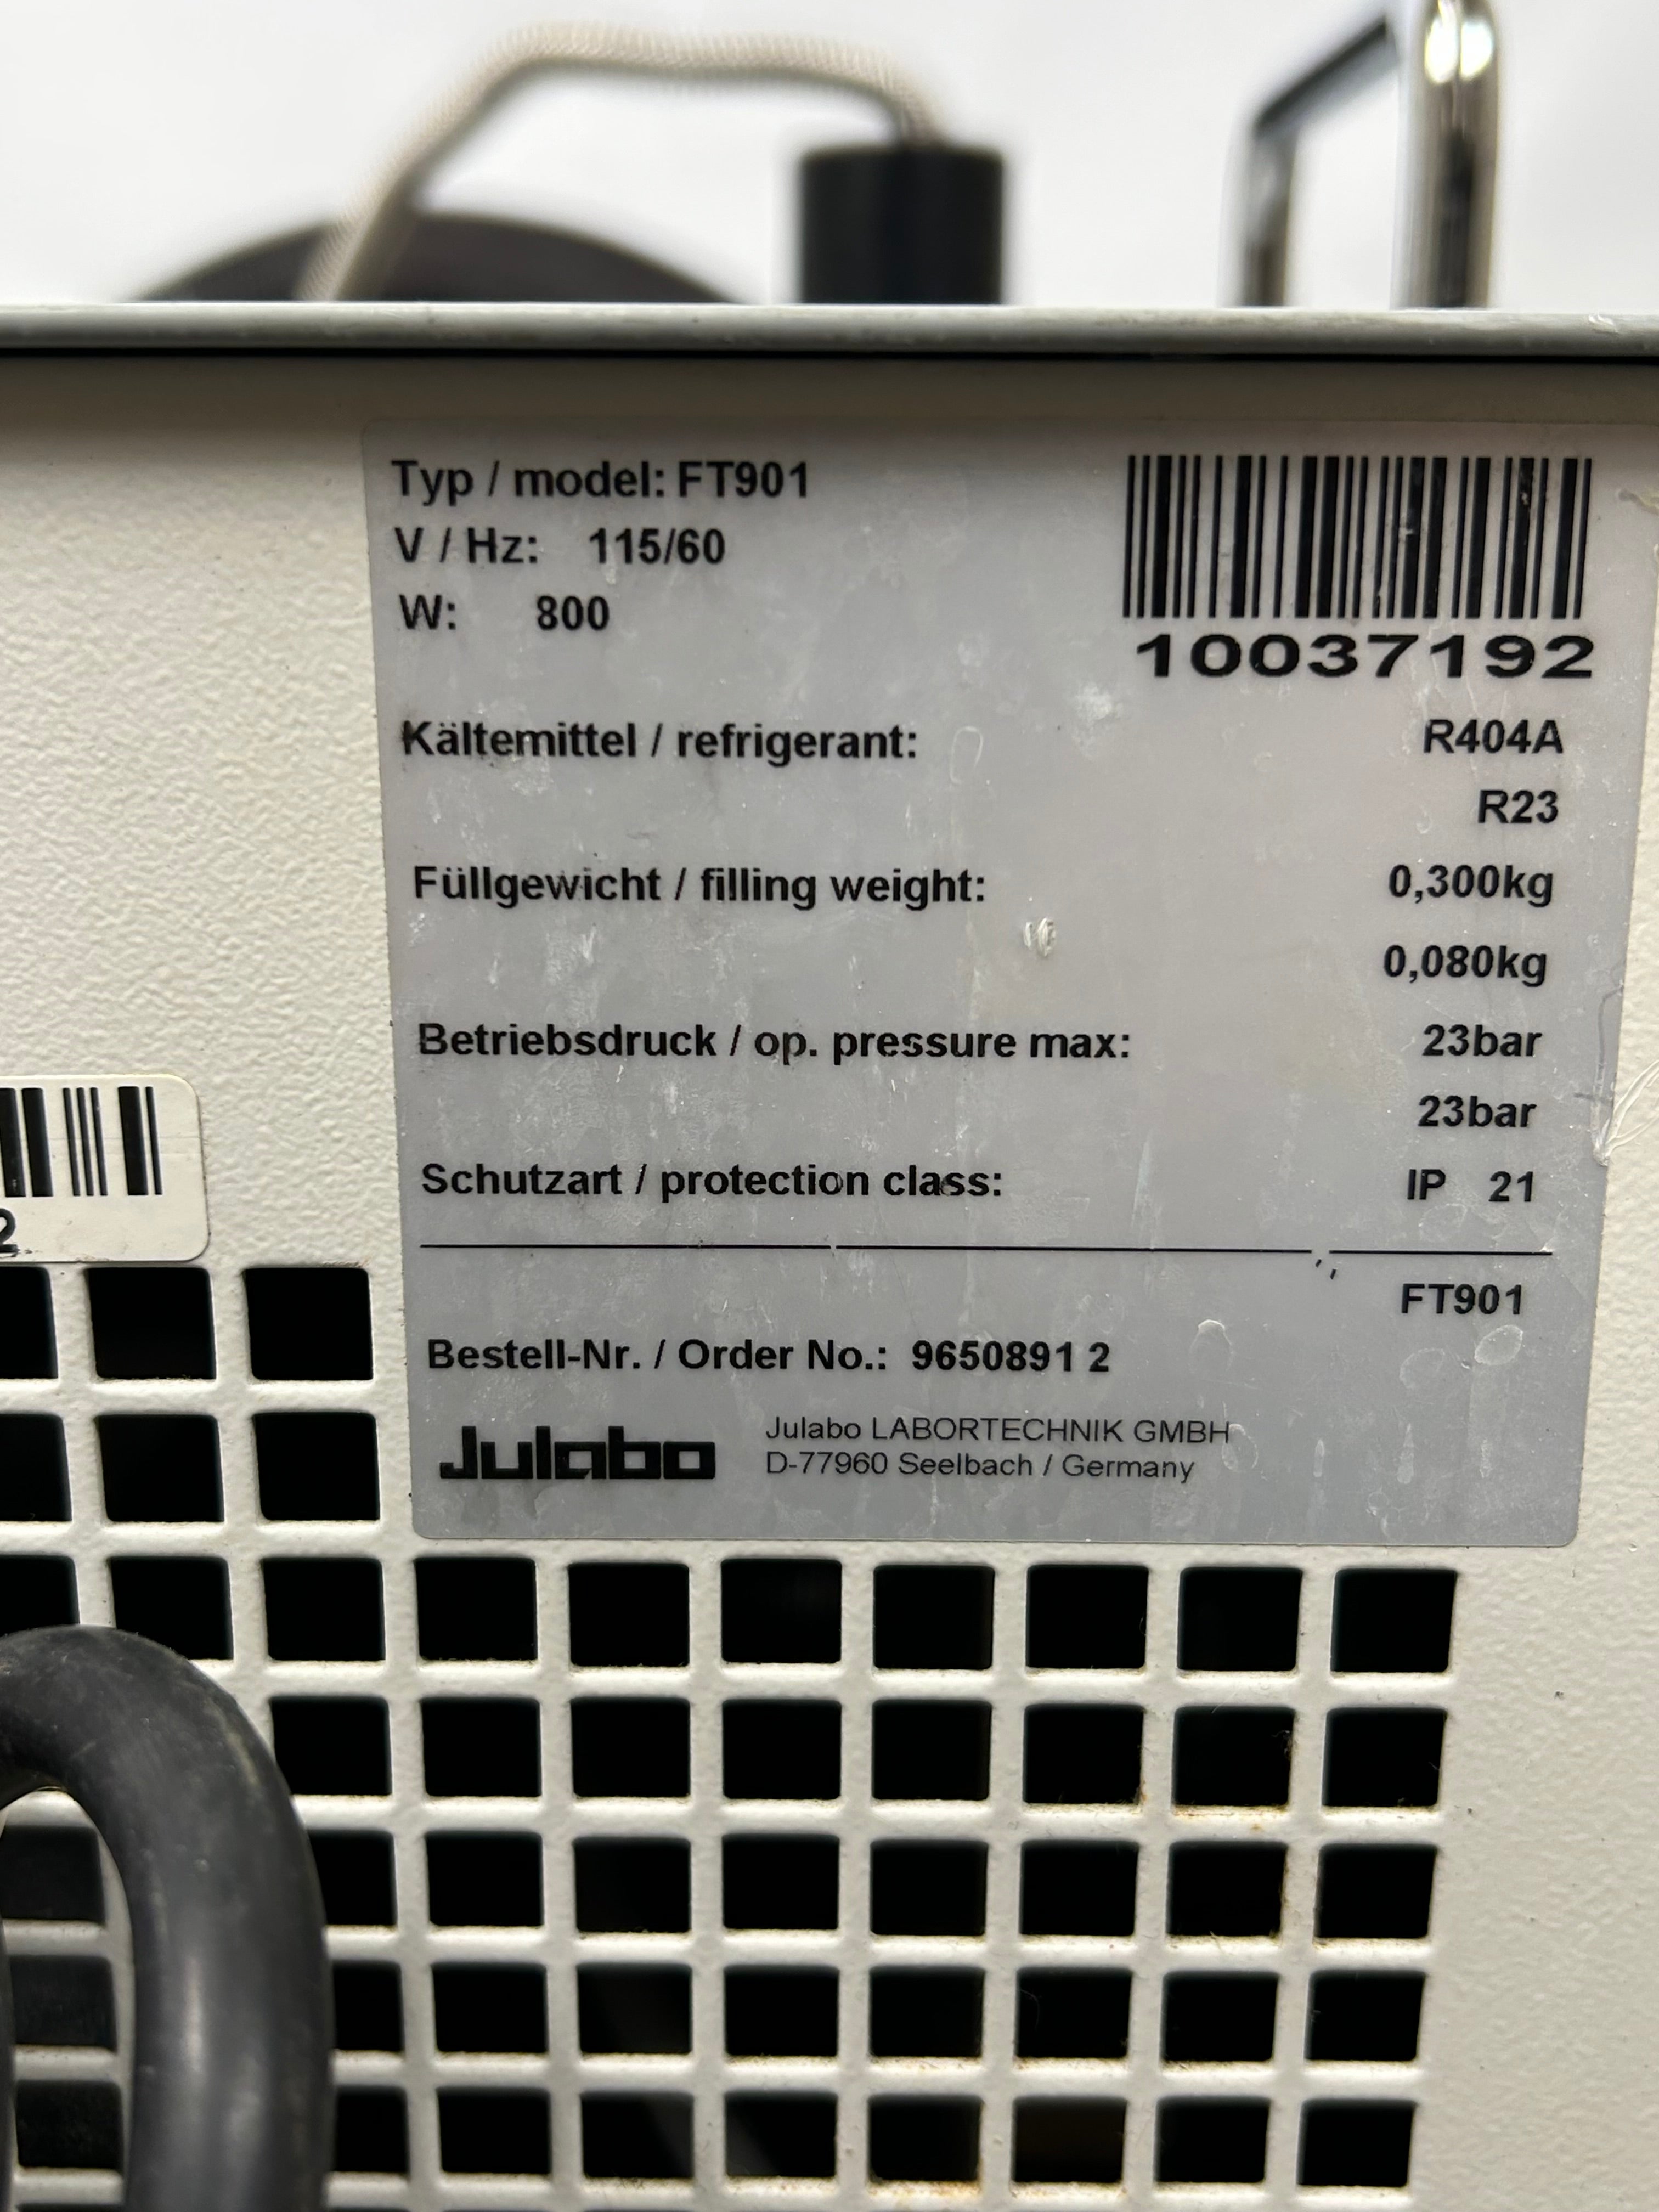 Typ / model: FT901
V / Hz: 115/60
W: 800
10037192
Kältemittel / refrigerant: R404A
R23
Füllgewicht / filling weight: 0,300kg
0,080kg
Betriebsdruck / op. pressure max: 23bar
23bar
Schutzart / protection class: IP 21
2
FT901
Bestell-Nr. / Order No.: 9650891 2
Julabo
Julabo LABORTECHNIK GMBH
D-77960 Seelbach / Germany